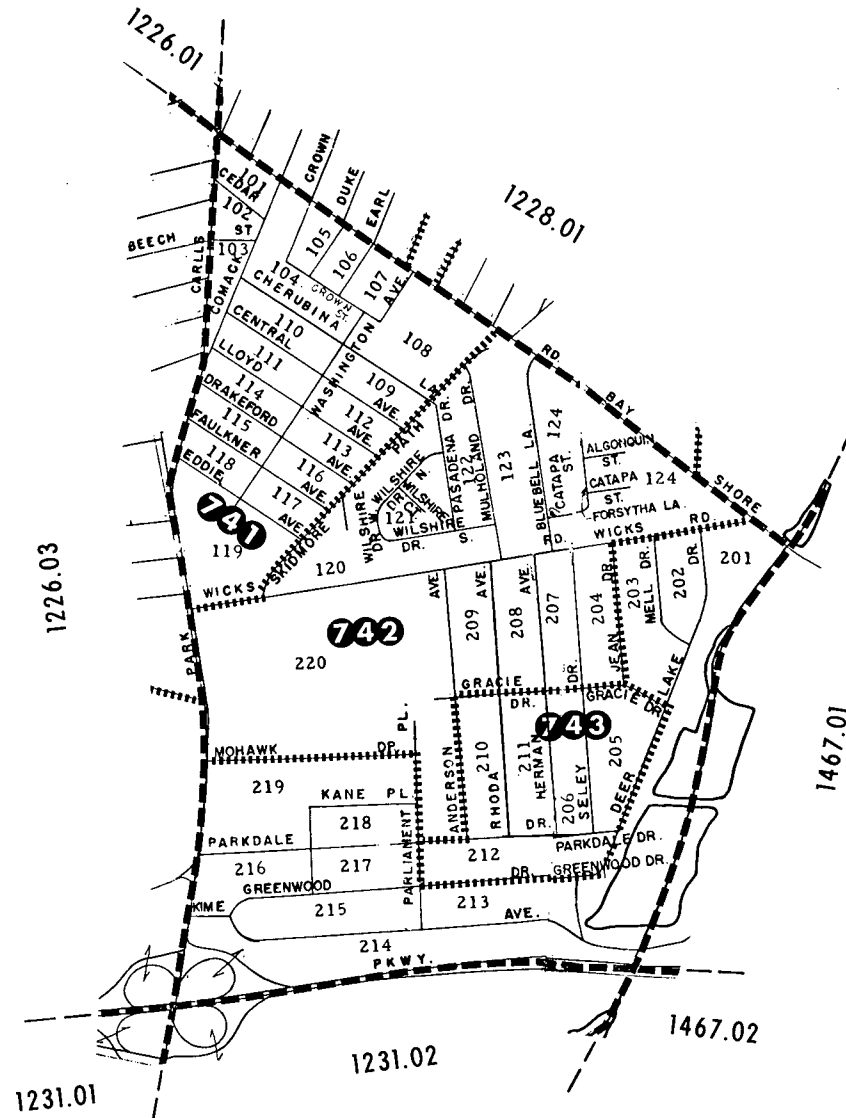 1226.01
1228.01
CROWN
DUKE
EARL
101
CEDAR
102
ST
103
BEECH
CARLLS
COMACK
105
106
107
AVE.
104
CROWN
ST.
CHERUBINA
110
CENTRAL
111
LLOYD
114
DRAKEFORD
115
FAULKNER
118
EDDIE
WASHINGTON
108
LA.
109
AVE.
112
AVE.
113
AVE.
116
AVE.
117
AVE.
PATH
SKIDMORE
RD.
BAY
SHORE
741
119
120
WICKS
WILSHIRE
DR. W.
WILSHIRE
DR. N.
WILSHIRE
CT.
121
WILSHIRE
DR. S.
PASADENA DR.
122
MULHOLAND DR.
123
BLUEBELL LA.
CATAPA
ST.
124
ALGONQUIN
ST.
CATAPA
ST.
124
FORSYTHA LA.
RD.
WICKS
RD
201
1226.03
PARK
742
220
AVE.
209
AVE.
208
AVE.
207
204
JEAN DR.
203
MELL DR.
202
DR.
LAKE
GRACIE
DR.
DR.
GRACIE DR.
743
205
DEER
1467.01
MOHAWK
DR.
PL.
219
KANE PL
218
PARKDALE
216
217
PARLIAMENT
ANDERSON
210
RHODA
211
HERMAN
DR.
206
SELEY
PARKDALE DR.
212
GREENWOOD
DR.
GREENWOOD DR.
KIME
215
213
AVE.
214
PKWY.
1467.02
1231.02
1231.01